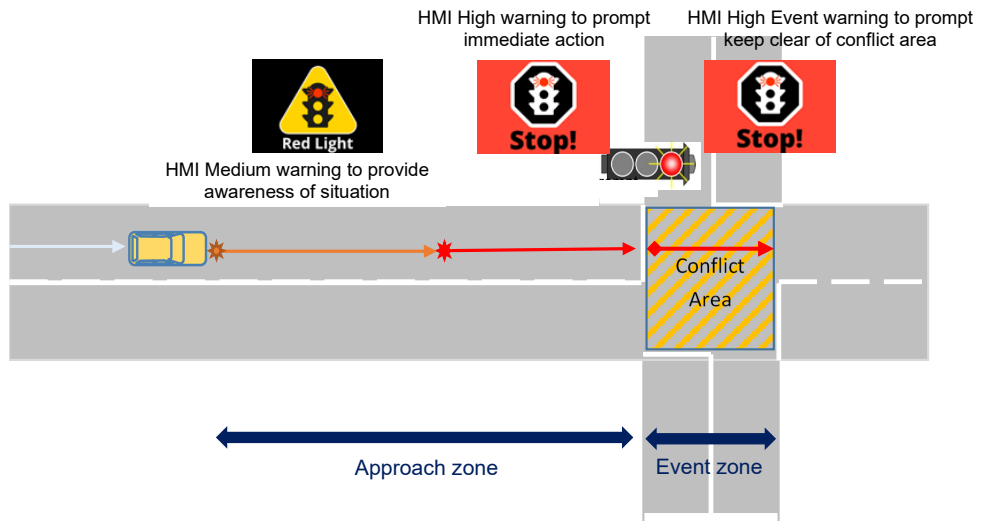 HMI High warning to prompt
immediate action
HMI High Event warning to prompt
keep clear of conflict area
Red Light
Stop!
Stop!
HMI Medium warning to provide
awareness of situation
Conflict
Area
Approach zone
Event zone